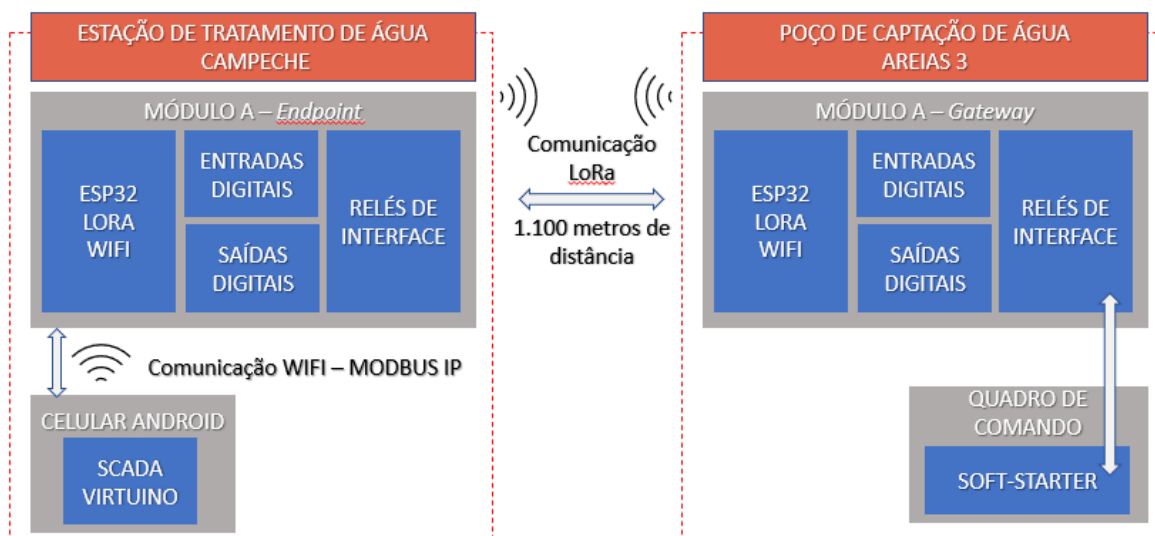 ESTAÇÃO DE TRATAMENTO DE ÁGUA
CAMPECHE
MÓDULO A – Endpoint
ESP32
LORA
WIFI
ENTRADAS
DIGITAIS
SAÍDAS
DIGITAIS
RELÉS DE
INTERFACE
Comunicação WIFI – MODBUS IP
CELULAR ANDROID
SCADA
VIRTUINO
Comunicação
LoRa
1.100 metros de
distância
POÇO DE CAPTAÇÃO DE ÁGUA
AREIAS 3
MÓDULO A – Gateway
ESP32
LORA
WIFI
ENTRADAS
DIGITAIS
SAÍDAS
DIGITAIS
RELÉS DE
INTERFACE
QUADRO DE
COMANDO
SOFT-STARTER